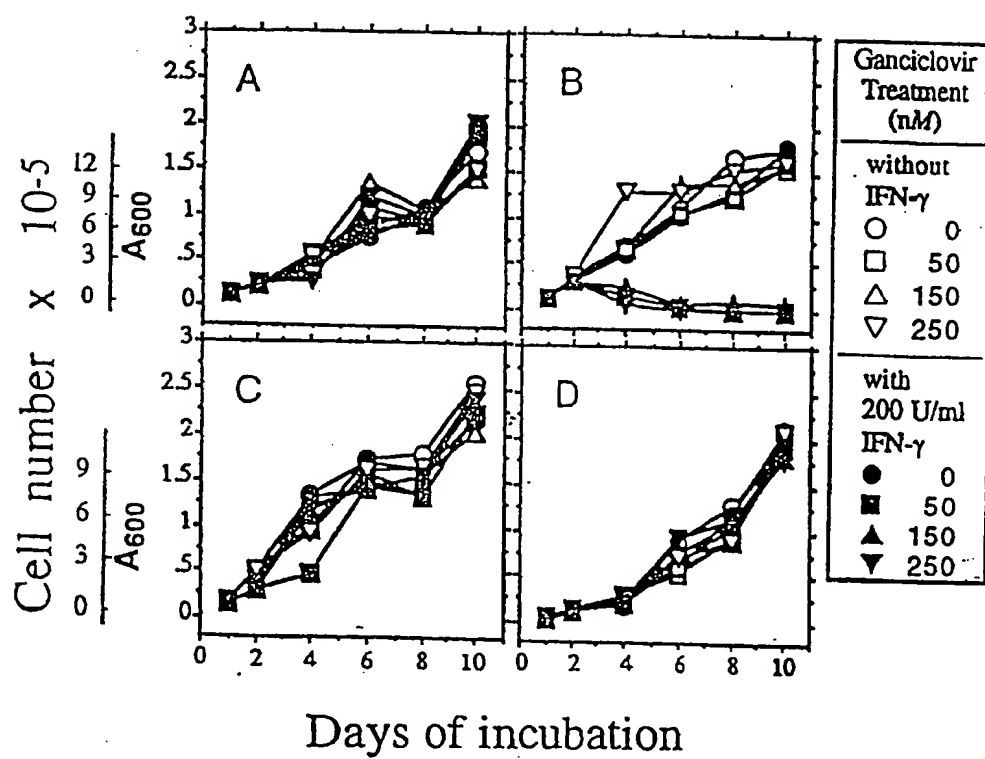 3
2.5
2
1.5
1
.5
0
A
B
12
9
6
3
0
A600
3
2.5
2
1.5
1
.5
0
C
D
9
6
3
0
A600
Cell number x 10-5
0 2 4 6 8 10
0 2 4 6 8 10
Days of incubation
Ganciclovir
Treatment
(nM)
without
IFN-γ
0
50
150
250
with
200 U/ml
IFN-γ
0
50
150
250